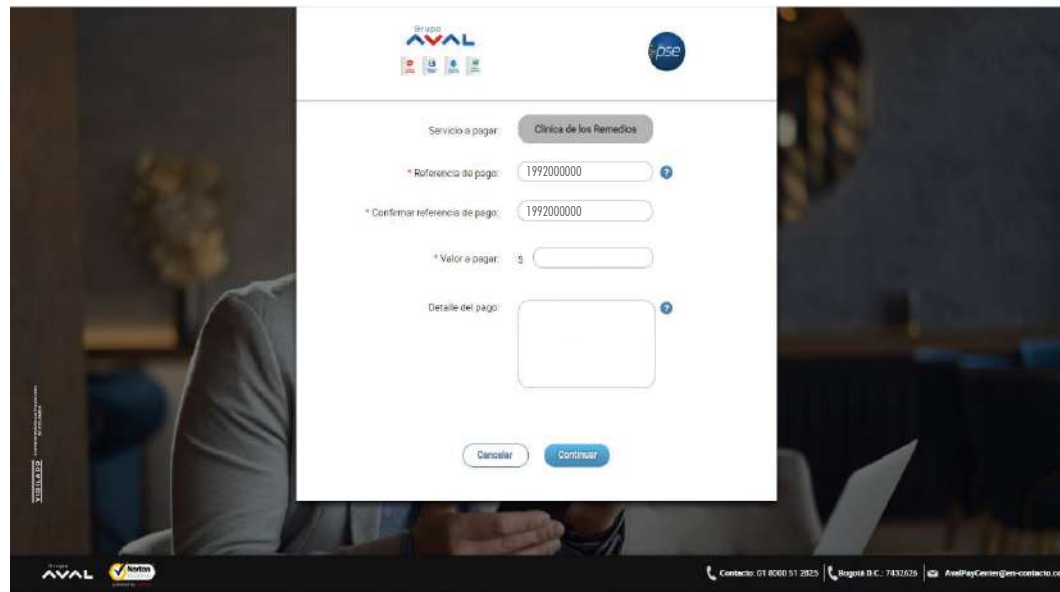 Grupo
AVAL
pse
Servicio a pagar:
Clínica de los Remedios
* Referencia de pago:
1992000000
?
* Confirmar referencia de pago:
1992000000
* Valor a pagar:
$
Detalle del pago:
?
Cancelar
Continuar
VIGILADO
Grupo
AVAL
Norton
Contacto: 01 8000 51 2825
Bogotá D.C.: 7432626
AvalPayCenter@en-contacto.co